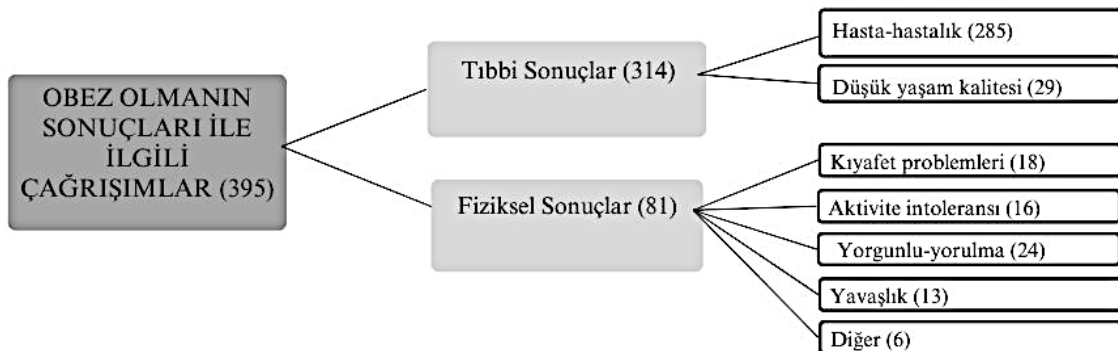 OBEZ OLMANIN
SONUÇLARI İLE
İLGİLİ
ÇAĞRIŞIMLAR (395)
Tıbbi Sonuçlar (314)
Hasta-hastalık (285)
Düşük yaşam kalitesi (29)
Fiziksel Sonuçlar (81)
Kıyafet problemleri (18)
Aktivite intoleransı (16)
Yorgunlu-yorulma (24)
Yavaşlık (13)
Diğer (6)